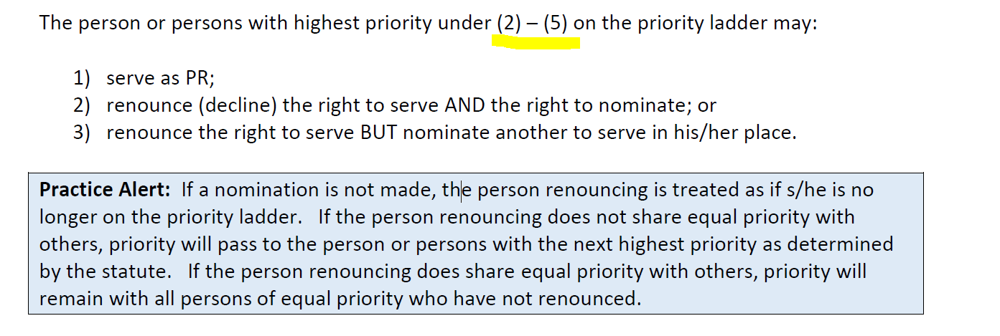 The person or persons with highest priority under (2) – (5) on the priority ladder may:
1) serve as PR;
2) renounce (decline) the right to serve AND the right to nominate; or
3) renounce the right to serve BUT nominate another to serve in his/her place.
Practice Alert: If a nomination is not made, the person renouncing is treated as if s/he is no
longer on the priority ladder. If the person renouncing does not share equal priority with
others, priority will pass to the person or persons with the next highest priority as determined
by the statute. If the person renouncing does share equal priority with others, priority will
remain with all persons of equal priority who have not renounced.